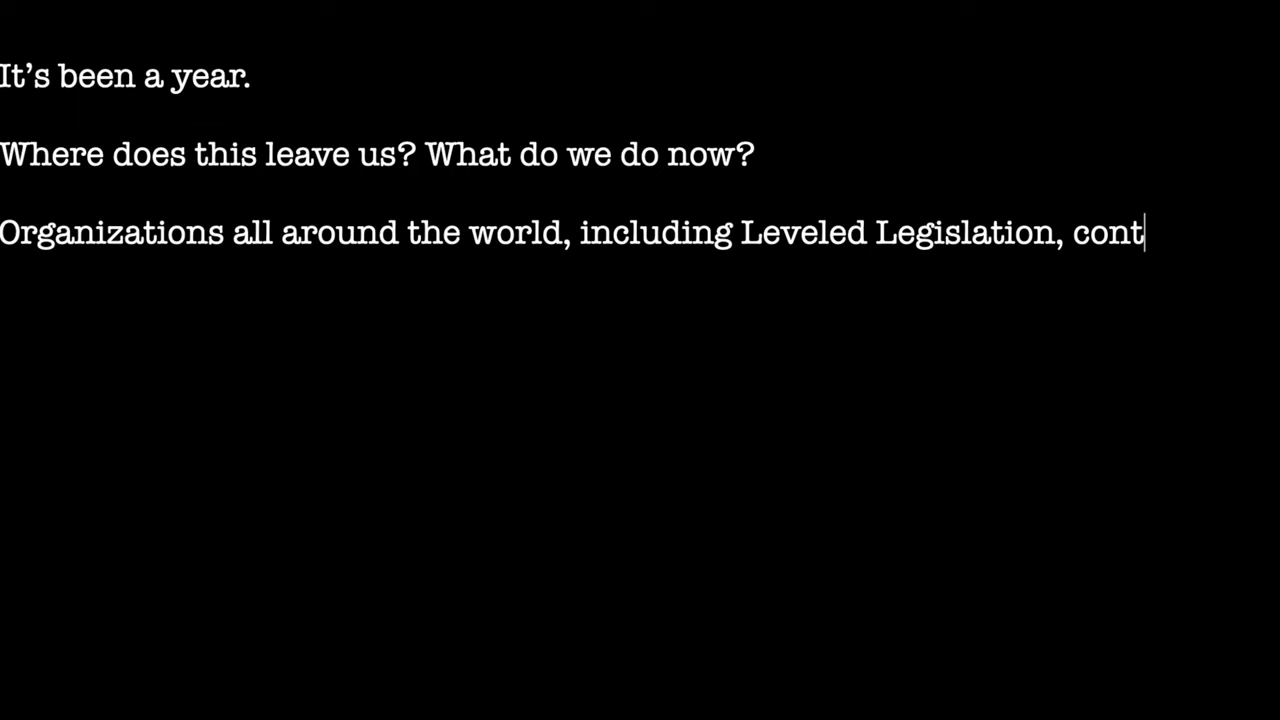 It’s been a year.
Where does this leave us? What do we do now?
Organizations all around the world, including Leveled Legislation, cont